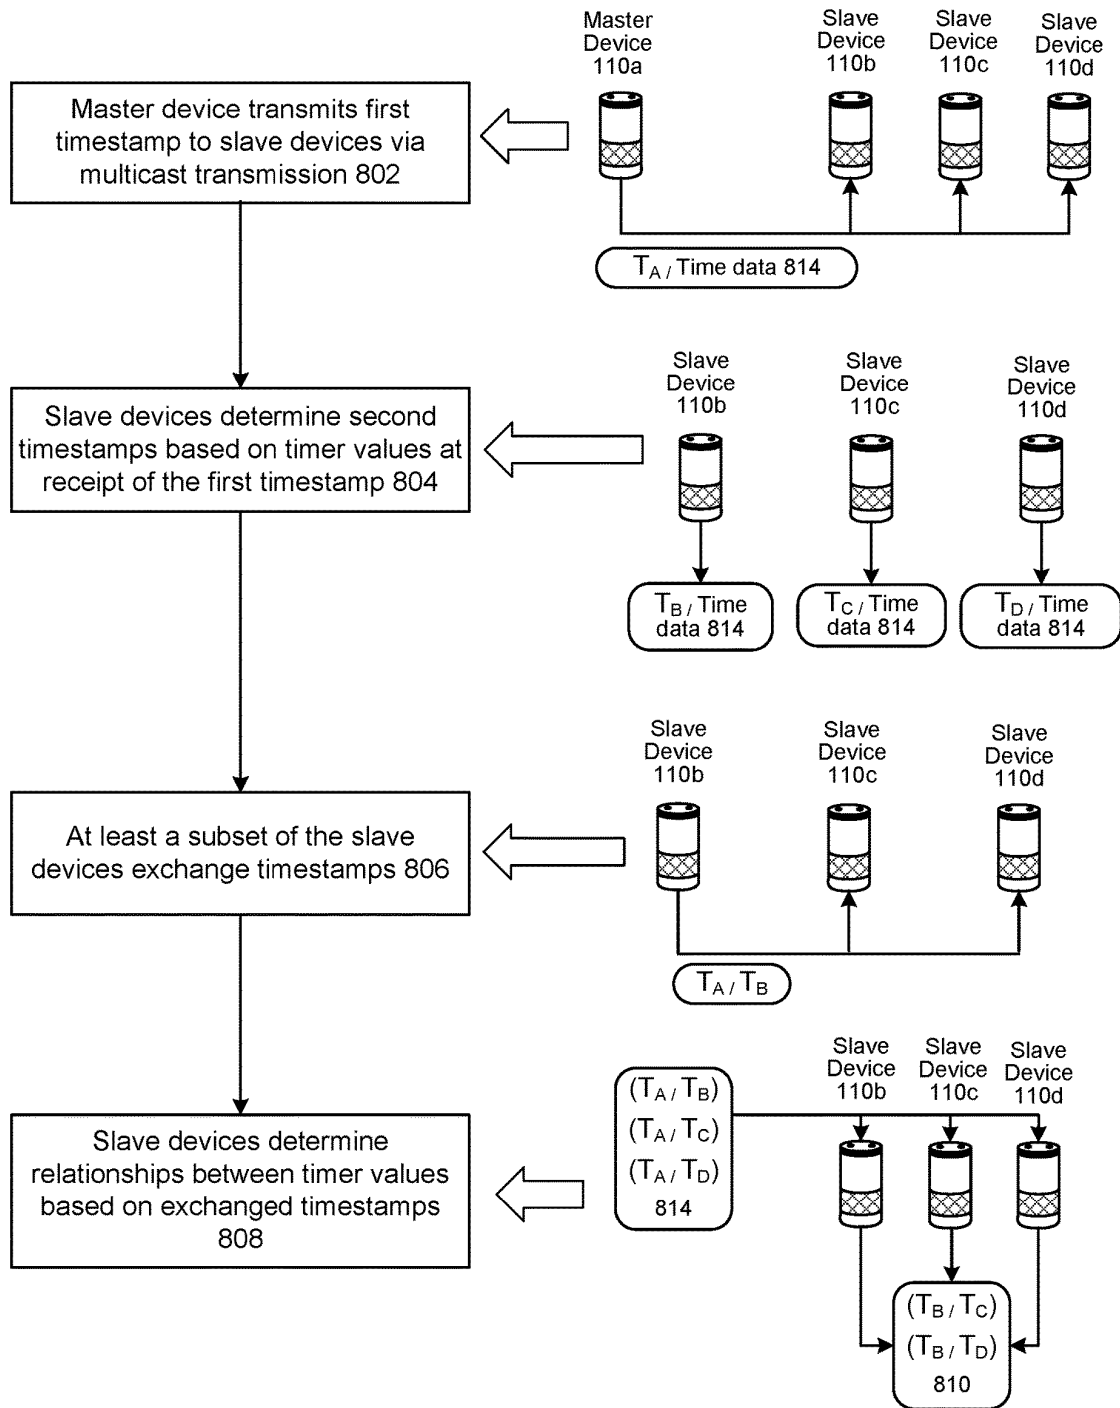 Master
Device
110a
Slave
Device
110b
Slave
Device
110c
Slave
Device
110d
Master device transmits first
timestamp to slave devices via
multicast transmission 802
TA / Time data 814
Slave
Device
110b
Slave
Device
110c
Slave
Device
110d
Slave devices determine second
timestamps based on timer values at
receipt of the first timestamp 804
TB / Time
data 814
TC / Time
data 814
TD / Time
data 814
Slave
Device
110b
Slave
Device
110c
Slave
Device
110d
At least a subset of the slave
devices exchange timestamps 806
TA / TB
Slave
Device
110b
Slave
Device
110c
Slave
Device
110d
(TA / TB)
(TA / TC)
(TA / TD)
814
Slave devices determine
relationships between timer values
based on exchanged timestamps
808
(TB / TC)
(TB / TD)
810